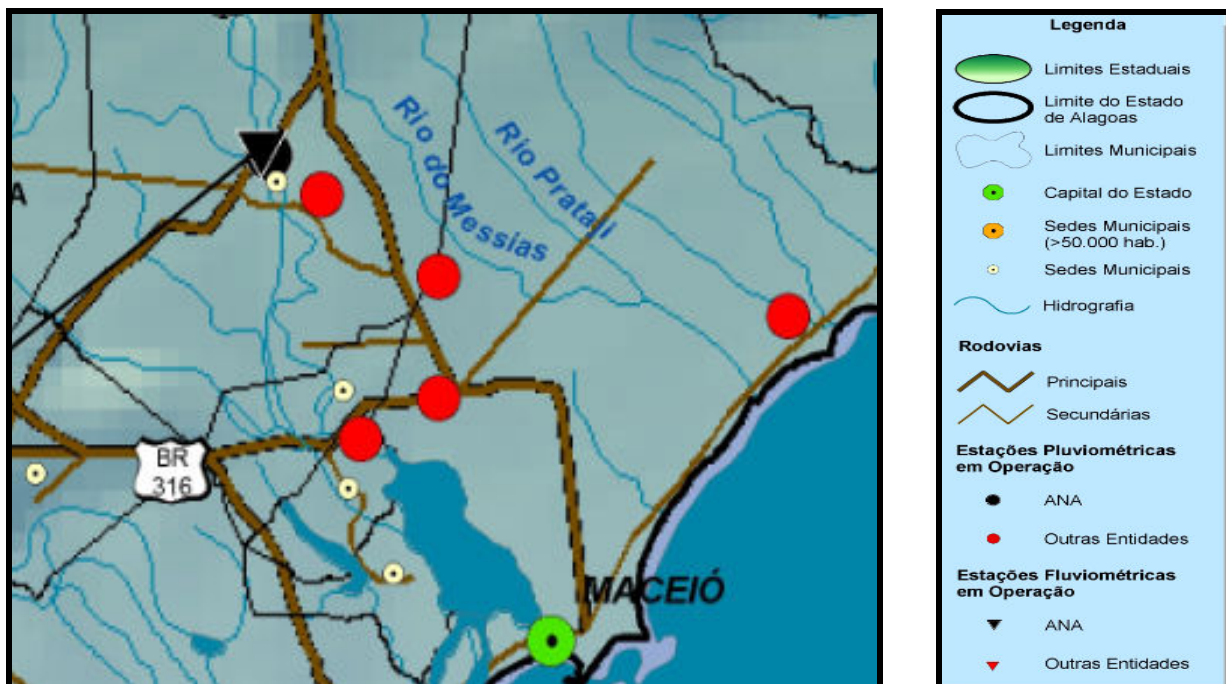 Rio do Messias
Rio Pratagi
A
BR
316
MACEIÓ
Legenda
Limites Estaduais
Limite do Estado
de Alagoas
Limites Municipais
Capital do Estado
Sedes Municipais
(>50.000 hab.)
Sedes Municipais
Hidrografia
Rodovias
Principais
Secundárias
Estações Pluviométricas
em Operação
ANA
Outras Entidades
Estações Fluviométricas
em Operação
ANA
Outras Entidades